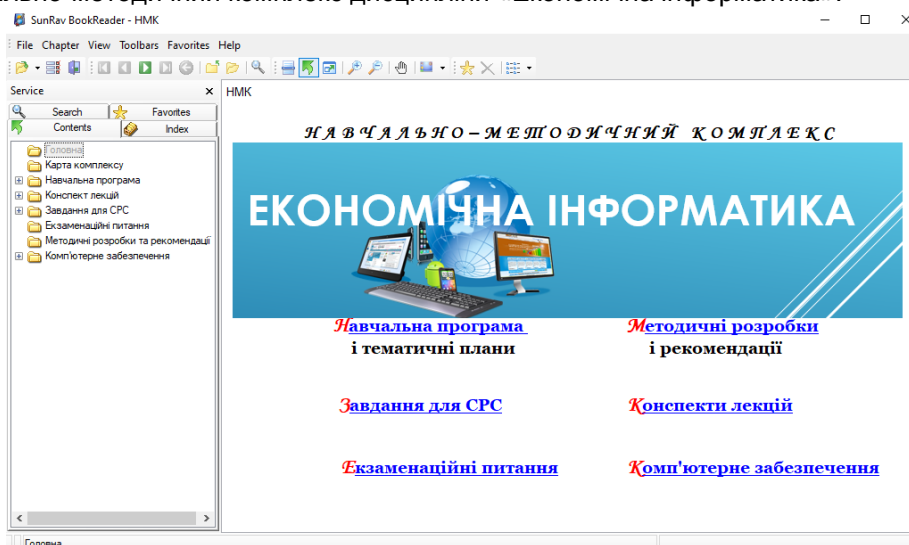 SunRav BookReader - НМК
File Chapter View Toolbars Favorites Help
Service
Search Favorites
Contents Index
Головна
Карта комплексу
Навчальна програма
Конспект лекцій
Завдання для СРС
Екзаменаційні питання
Методичні розробки та рекомендації
Комп'ютерне забезпечення
НМК
НАВЧАЛЬНО – МЕТОДИЧНИЙ КОМПЛЕКС
ЕКОНОМІЧНА ІНФОРМАТИКА
Навчальна програма
і тематичні плани
Методичні розробки
і рекомендації
Завдання для СРС
Конспекти лекцій
Екзаменаційні питання
Комп'ютерне забезпечення
Головна